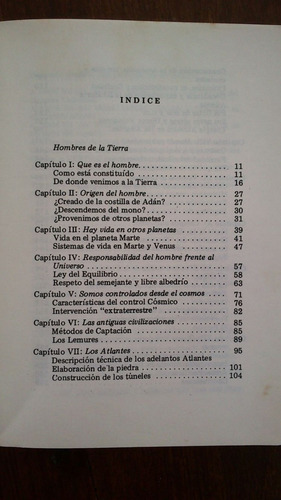 INDICE
Hombres de la Tierra
Capítulo I: Que es el hombre. . . . . . . . . . . . . . . . . . 11
Como está constituído . . . . . . . . . . . . . . . . . . 11
De donde venimos a la Tierra . . . . . . . . . . . . . 16
Capítulo II: Origen del hombre. . . . . . . . . . . . . . . . 27
¿Creado de la costilla de Adán? . . . . . . . . . . . . 27
¿Descendemos del mono? . . . . . . . . . . . . . . . . 30
¿Provenimos de otros planetas? . . . . . . . . . . . . 31
Capítulo III: Hay vida en otros planetas . . . . . . . . . 39
Vida en el planeta Marte . . . . . . . . . . . . . . . . 41
Sistemas de vida en Marte y Venus . . . . . . . . . 47
Capítulo IV: Responsabilidad del hombre frente al
Universo . . . . . . . . . . . . . . . . . . . . . . . . . . . 57
Ley del Equilibrio . . . . . . . . . . . . . . . . . . . . . 58
Respeto del semejante y libre albedrío . . . . . . . 63
Capítulo V: Somos controlados desde el cosmos . . . . 71
Características del control Cósmico . . . . . . . . . 76
Intervención "extraterrestre" . . . . . . . . . . . . . 82
Capítulo VI: Las antiguas civilizaciones . . . . . . . . . . 85
Métodos de Captación . . . . . . . . . . . . . . . . . . 85
Los Lemures . . . . . . . . . . . . . . . . . . . . . . . . 89
Capítulo VII: Los Atlantes . . . . . . . . . . . . . . . . . . 95
Descripción técnica de los adelantos Atlantes
Elaboración de la piedra . . . . . . . . . . . . . . . . 101
Construcción de los túneles . . . . . . . . . . . . . . 104